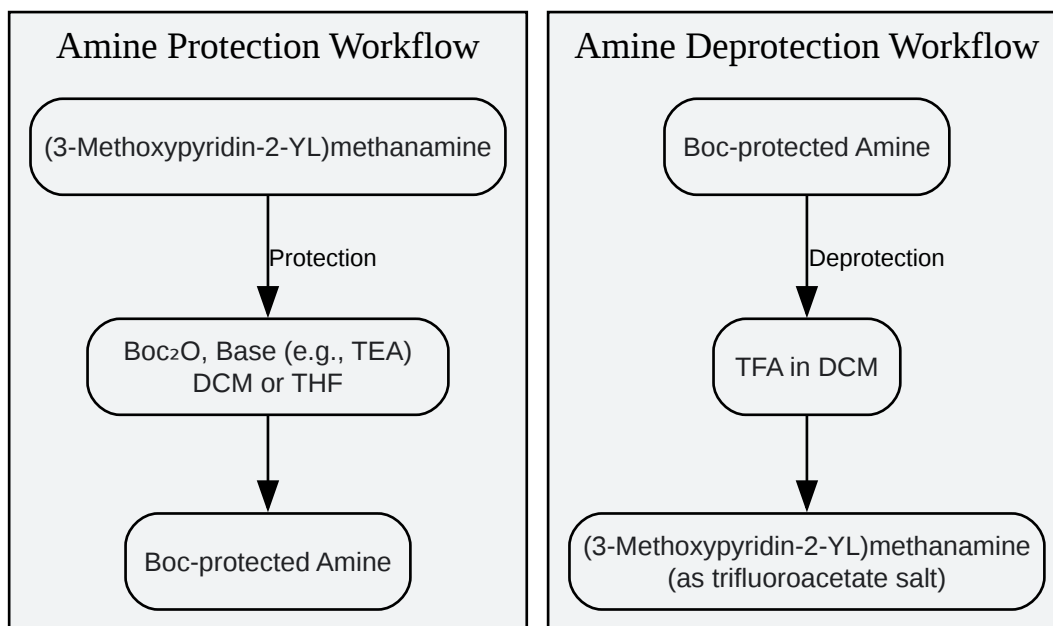 Amine Protection Workflow
(3-Methoxypyridin-2-YL)methanamine
Protection
Boc₂O, Base (e.g., TEA)
DCM or THF
Boc-protected Amine
Amine Deprotection Workflow
Boc-protected Amine
Deprotection
TFA in DCM
(3-Methoxypyridin-2-YL)methanamine
(as trifluoroacetate salt)